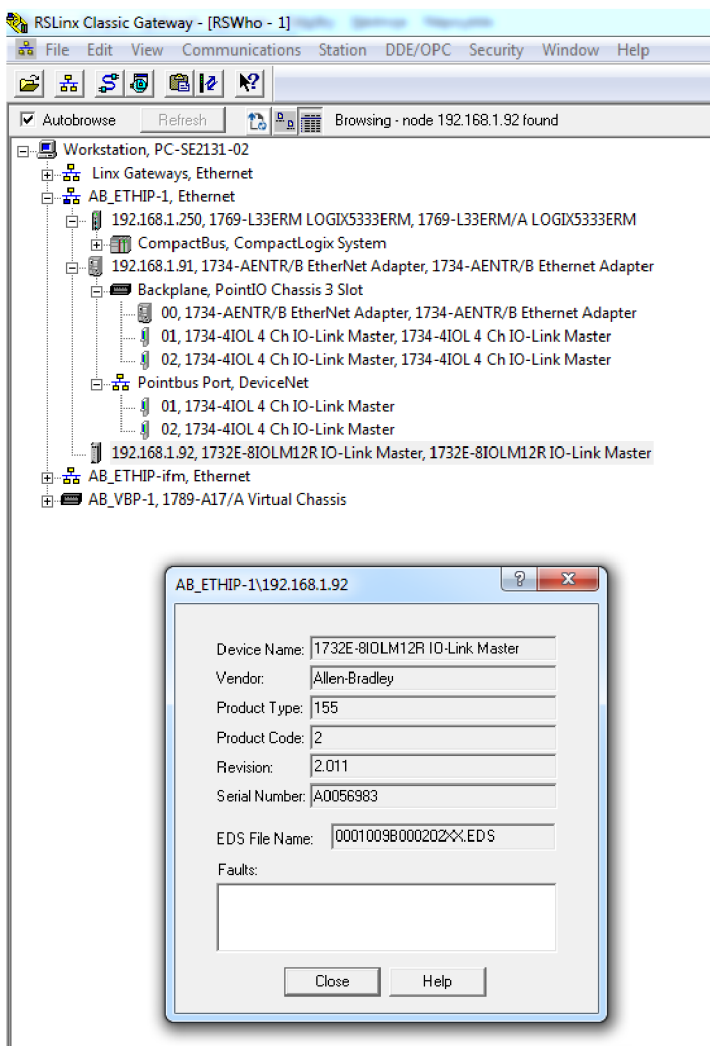 RSLinx Classic Gateway - [RSWho - 1]
File Edit View Communications Station DDE/OPC Security Window Help
Autobrowse Refresh Browsing - node 192.168.1.92 found
Workstation, PC-SE2131-02
Linx Gateways, Ethernet
AB_ETHIP-1, Ethernet
192.168.1.250, 1769-L33ERM LOGIX5333ERM, 1769-L33ERM/A LOGIX5333ERM
CompactBus, CompactLogix System
192.168.1.91, 1734-AENTR/B EtherNet Adapter, 1734-AENTR/B Ethernet Adapter
Backplane, PointIO Chassis 3 Slot
00, 1734-AENTR/B EtherNet Adapter, 1734-AENTR/B Ethernet Adapter
01, 1734-4IOL 4 Ch IO-Link Master, 1734-4IOL 4 Ch IO-Link Master
02, 1734-4IOL 4 Ch IO-Link Master, 1734-4IOL 4 Ch IO-Link Master
Pointbus Port, DeviceNet
01, 1734-4IOL 4 Ch IO-Link Master
02, 1734-4IOL 4 Ch IO-Link Master
192.168.1.92, 1732E-8IOLM12R IO-Link Master, 1732E-8IOLM12R IO-Link Master
AB_ETHIP-ifm, Ethernet
AB_VBP-1, 1789-A17/A Virtual Chassis
AB_ETHIP-1\192.168.1.92
Device Name: 1732E-8IOLM12R IO-Link Master
Vendor: Allen-Bradley
Product Type: 155
Product Code: 2
Revision: 2.011
Serial Number: A0056983
EDS File Name: 0001009B000202XX.EDS
Faults:
Close Help